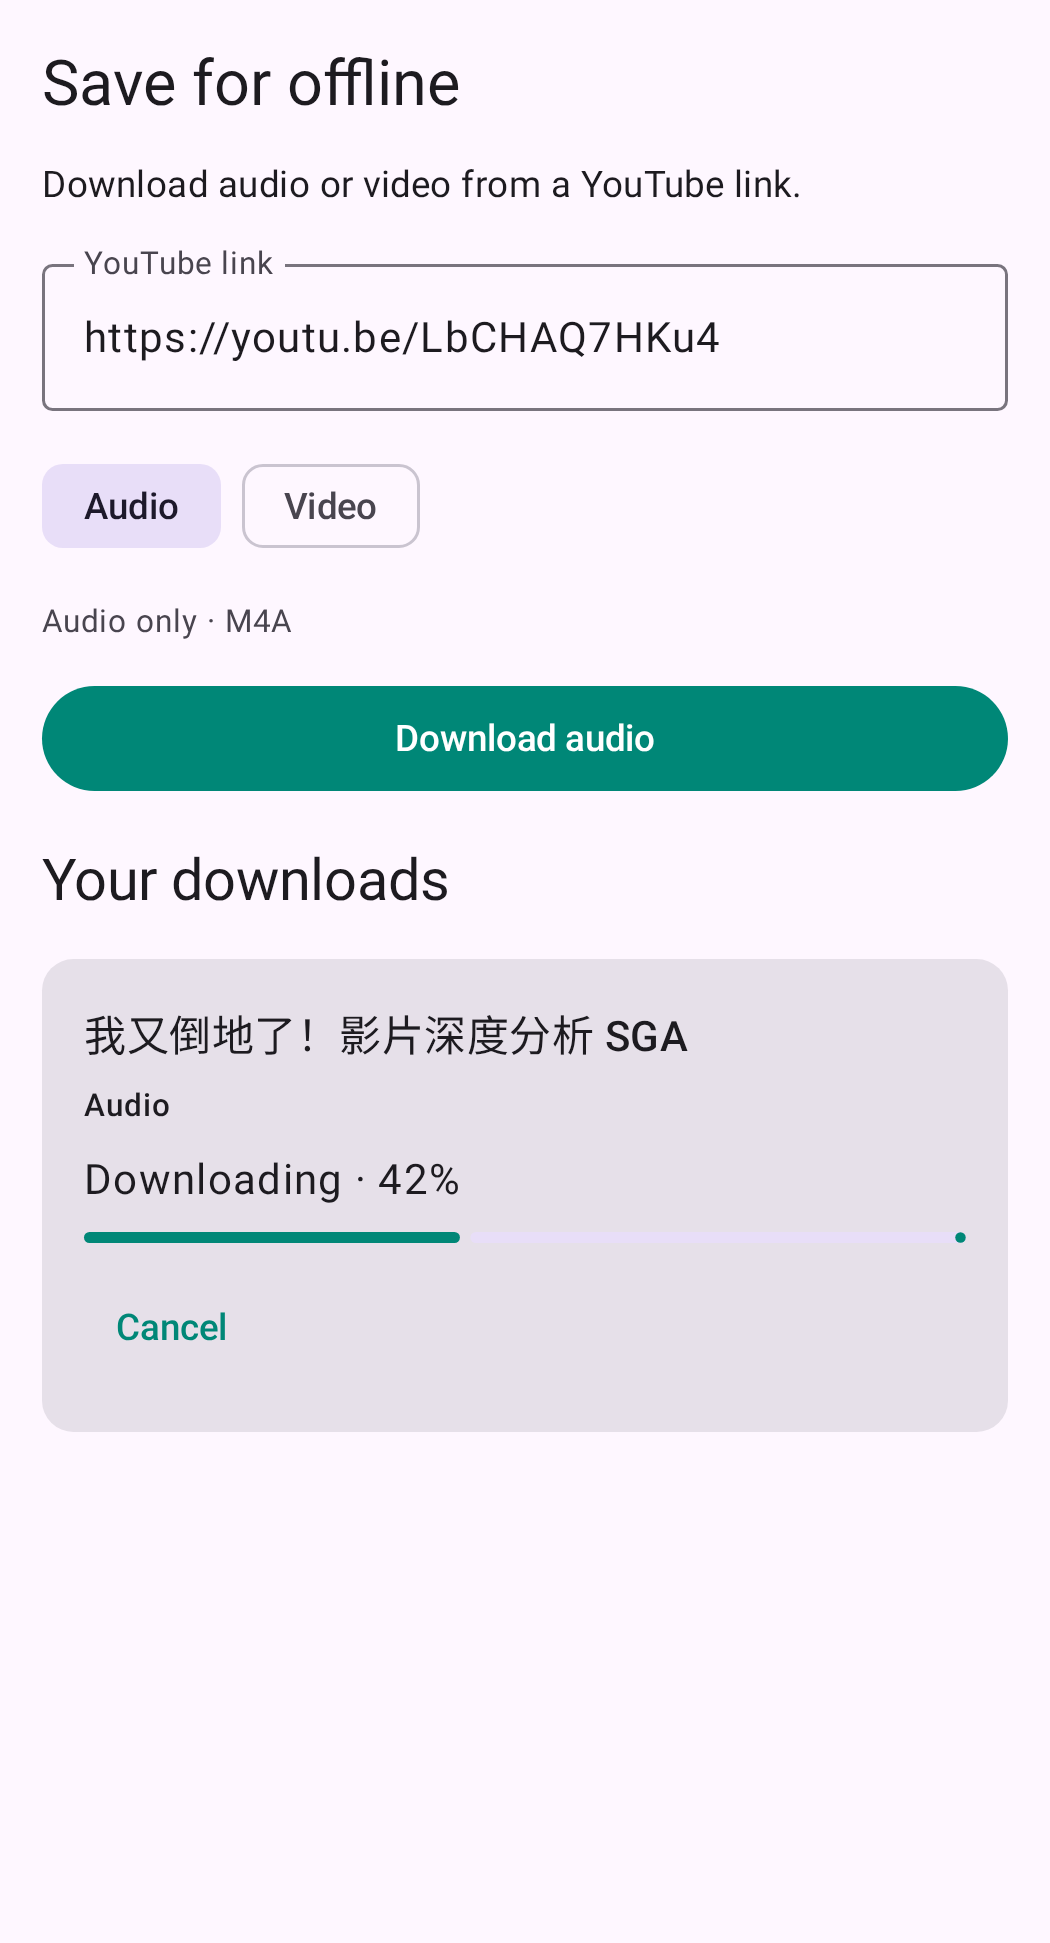 Save for offline
Download audio or video from a YouTube link.
YouTube link
https://youtu.be/LbCHAQ7HKu4
Audio
Video
Audio only · M4A
Download audio
Your downloads
我又倒地了！影片深度分析 SGA
Audio
Downloading · 42%
Cancel